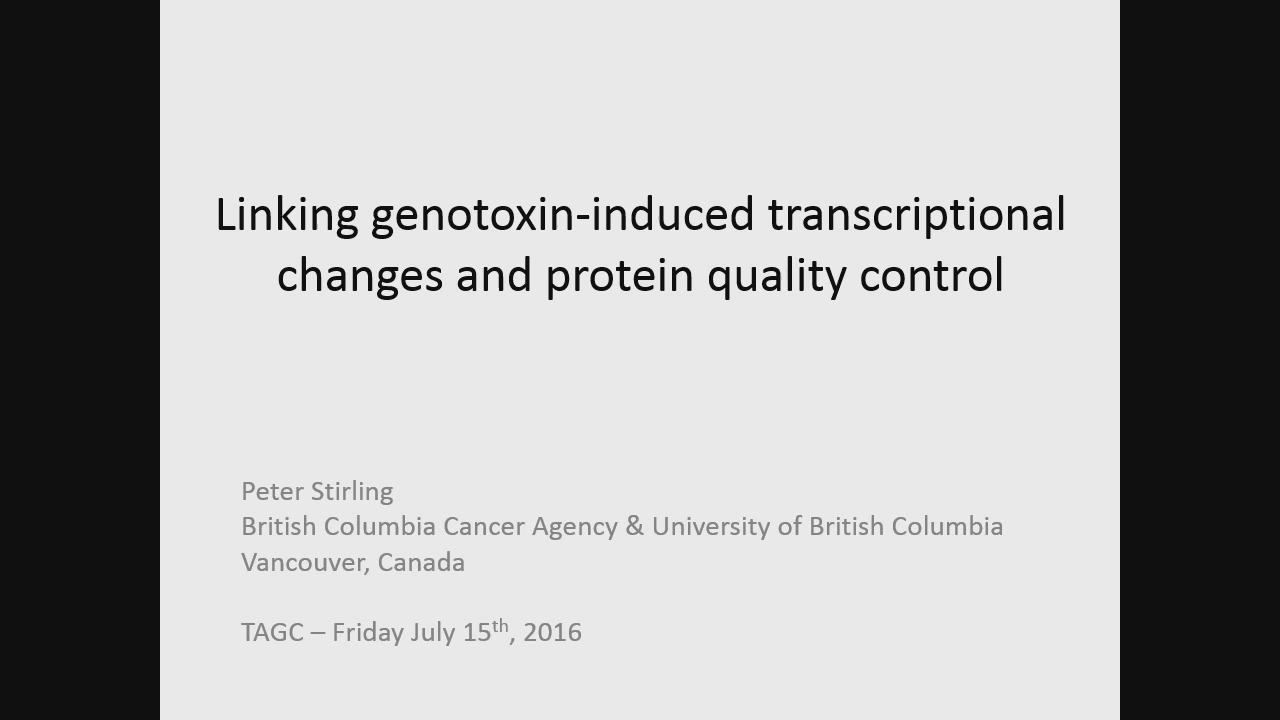 Linking genotoxin-induced transcriptional
changes and protein quality control
Peter Stirling
British Columbia Cancer Agency & University of British Columbia
Vancouver, Canada
TAGC – Friday July 15th, 2016